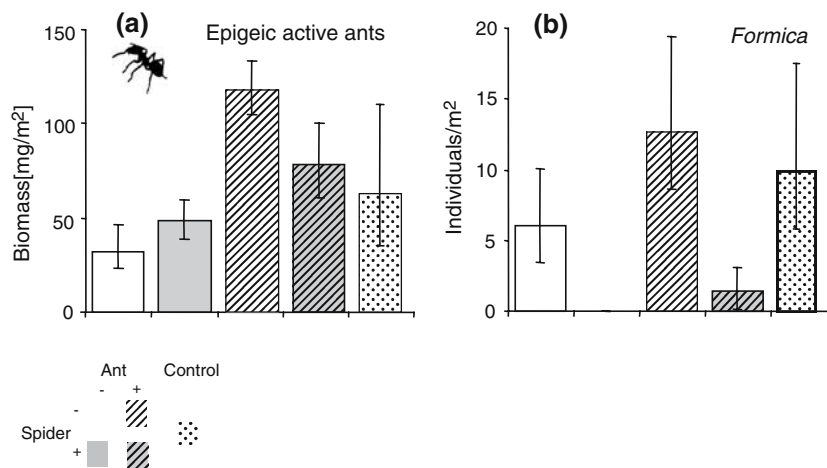 (a)
Epigeic active ants
Biomass[mg/m²]
150
100
50
0
(b)
Formica
Individuals/m²
20
15
10
5
0
Ant Control
- +
-
Spider
+